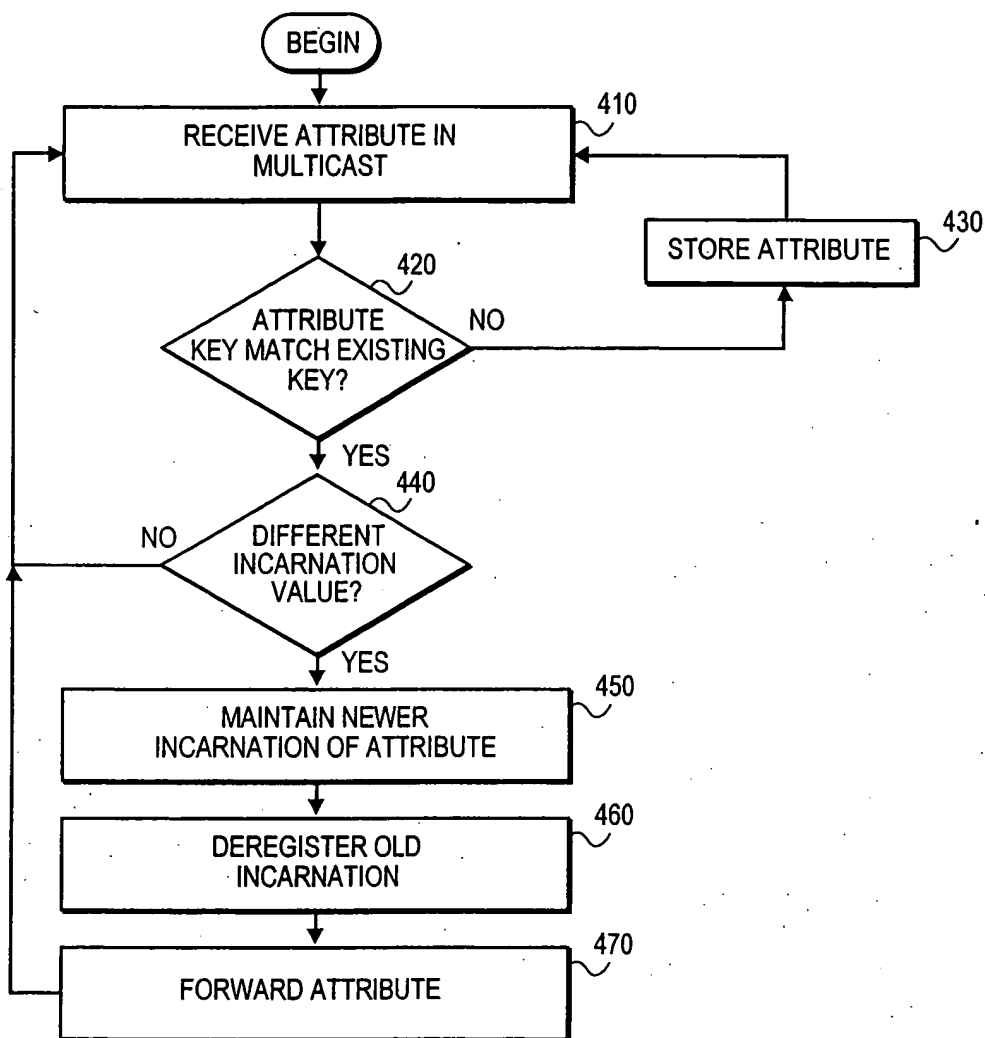 BEGIN
RECEIVE ATTRIBUTE IN
MULTICAST
410
STORE ATTRIBUTE
430
420
ATTRIBUTE
KEY MATCH EXISTING
KEY?
NO
YES
440
DIFFERENT
INCARNATION
VALUE?
NO
YES
450
MAINTAIN NEWER
INCARNATION OF ATTRIBUTE
460
DEREGISTER OLD
INCARNATION
470
FORWARD ATTRIBUTE